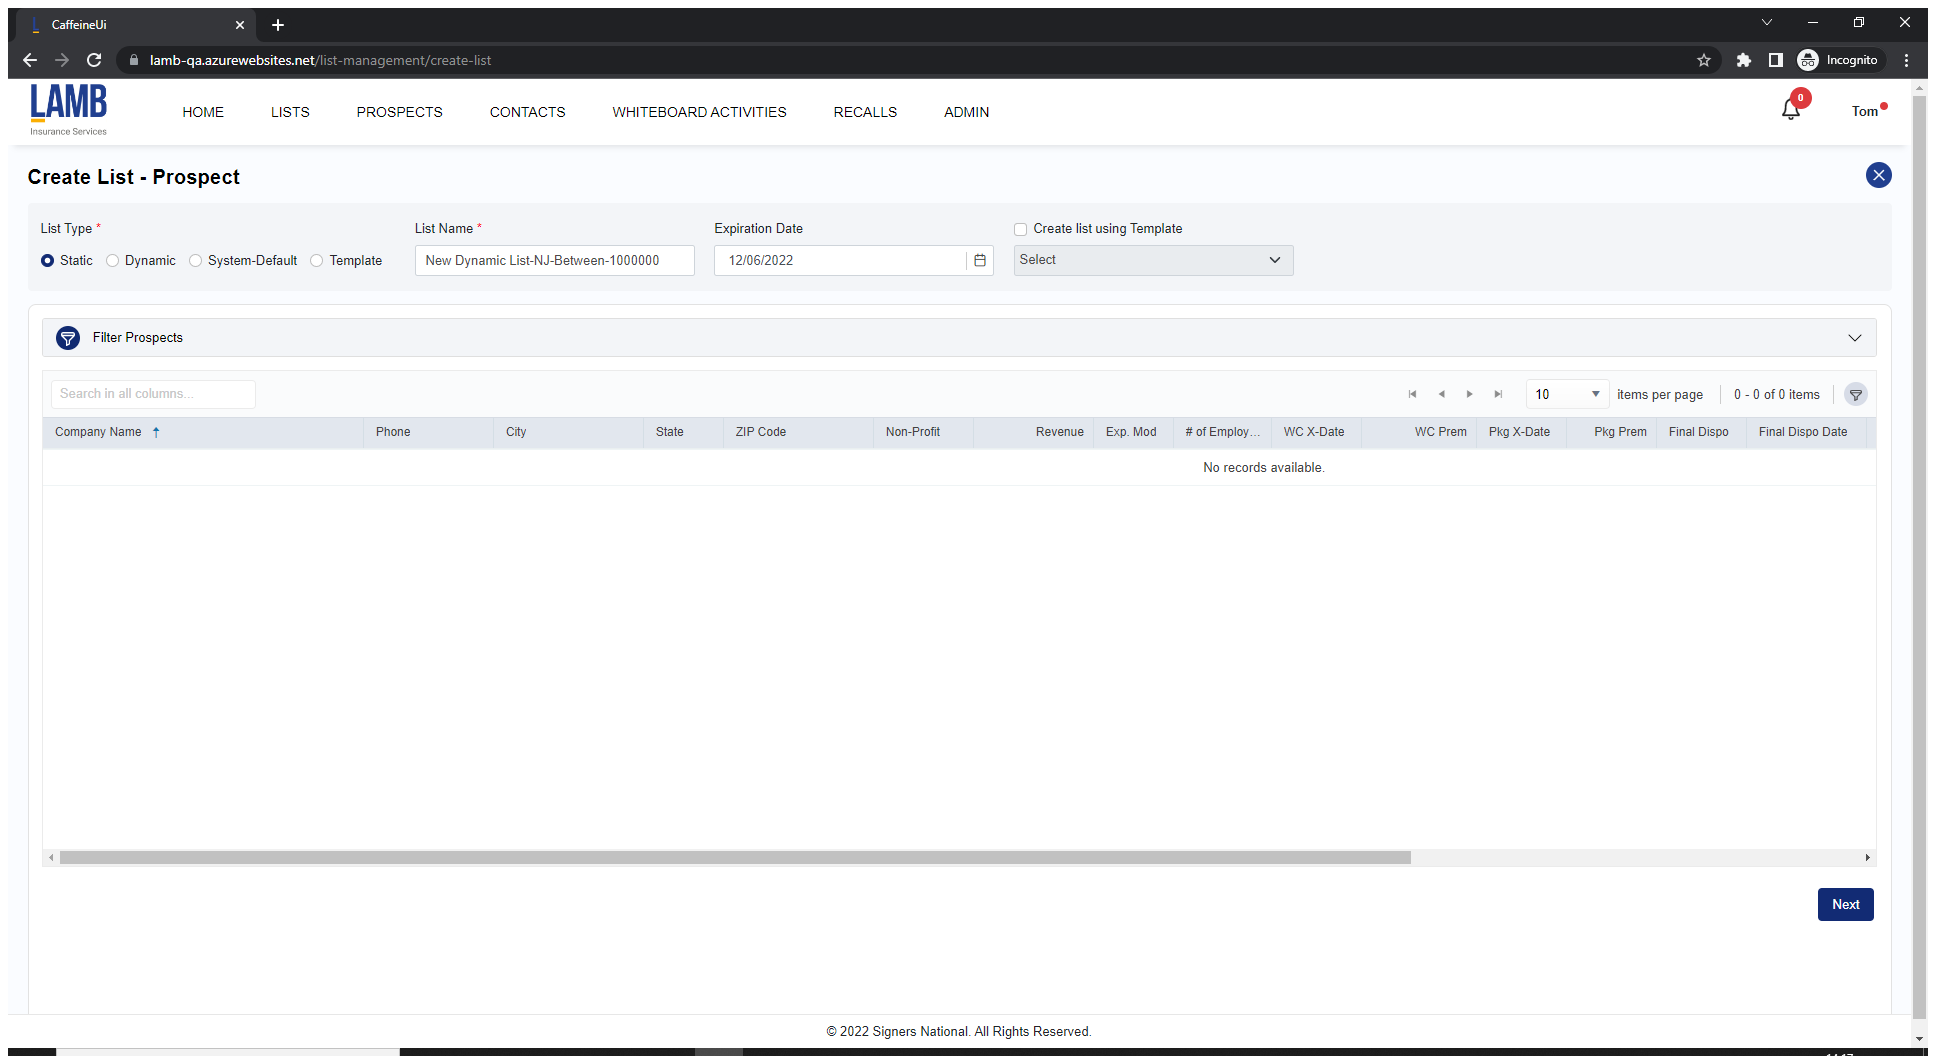 CaffeineUi
lamb-qa.azurewebsites.net/list-management/create-list
Incognito
LAMB
Insurance Services
HOME LISTS PROSPECTS CONTACTS WHITEBOARD ACTIVITIES RECALLS ADMIN
0
Tom
Create List - Prospect
List Type * List Name * Expiration Date Create list using Template
Static Dynamic System-Default Template New Dynamic List-NJ-Between-1000000 12/06/2022 Select
Filter Prospects
Search in all columns... 10 items per page 0 - 0 of 0 items
Company Name Phone City State ZIP Code Non-Profit Revenue Exp. Mod # of Employ... WC X-Date WC Prem Pkg X-Date Pkg Prem Final Dispo Final Dispo Date
No records available.
Next
© 2022 Signers National. All Rights Reserved.